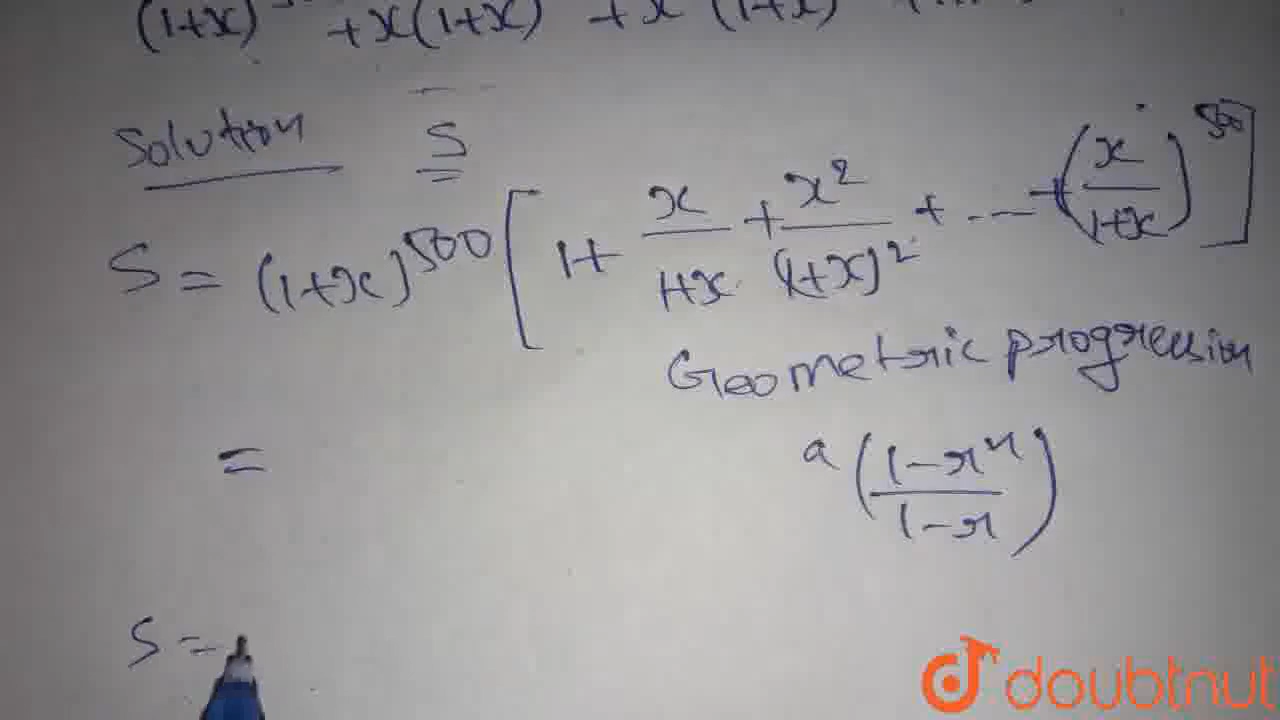 (1+x) + x(1+x) + x (1+x)
Solution S
S = (1+x)^500 [ 1 + x/(1+x) + x^2/(1+x)^2 + ... + (x/(1+x))^500 ]
Geometric progression
=
a ((1-r^n)/(1-r))
S =
doubtnut